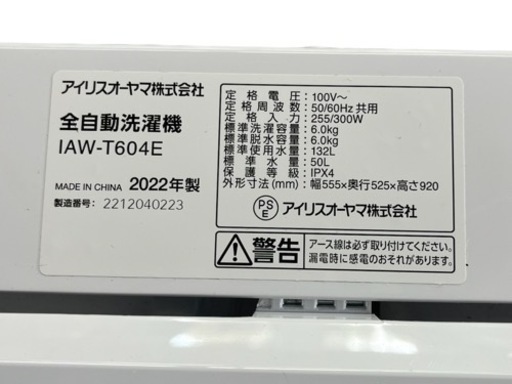 アイリスオーヤマ株式会社
全自動洗濯機
IAW-T604E
MADE IN CHINA 2022年製
製造番号: 2212040223
定格電圧:100V～
定格周波数:50/60Hz共用
定格入力:255/300W
標準洗濯容量:6.0kg
標準脱水容量:6.0kg
標準使用水量:132L
標準水量:50L
保護等級:IPX4
外形寸法(mm):幅555×奥行525×高さ920
PSE アイリスオーヤマ株式会社
警告
アース線は必ず取り付けてください。
漏電時に感電のおそれがあります。